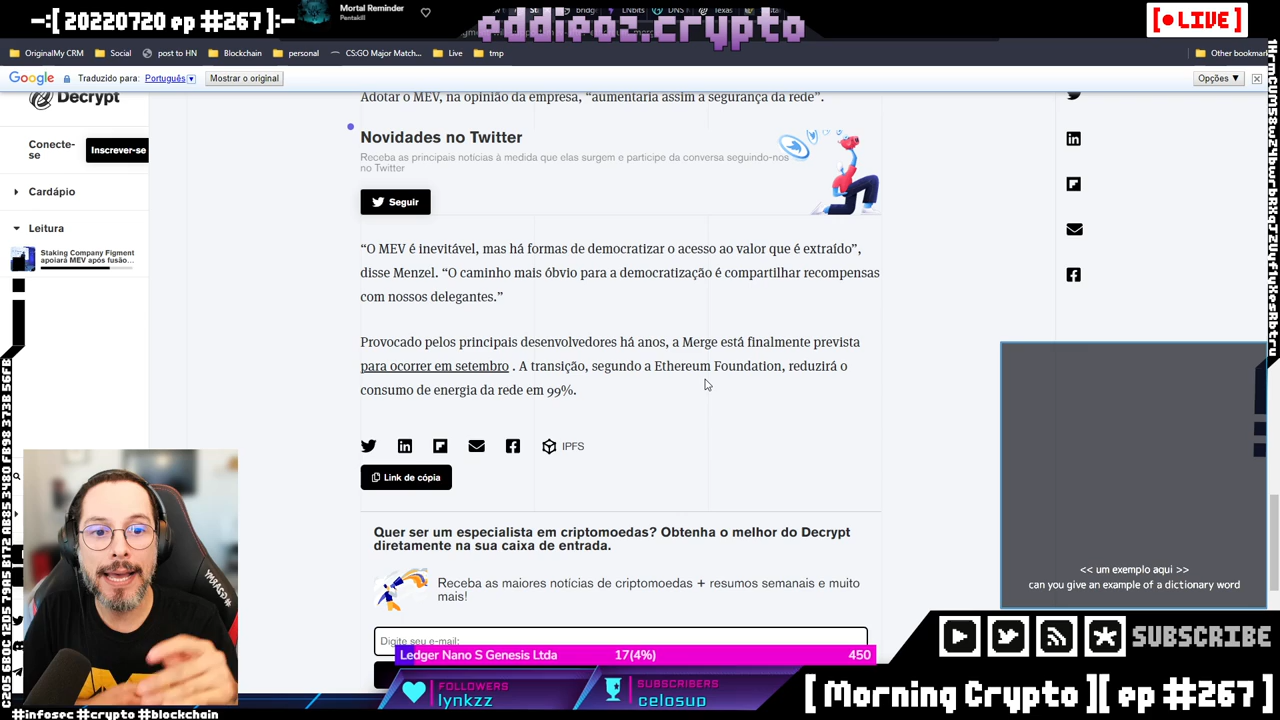 -:[ 20220720 ep #267]:-
Mortal Reminder
Pentakill
eddieoz.crypto
[●LIVE]
OriginalMy CRM
Social
post to HN
Blotckchain
personal
CS:GO Major Match...
Live
tmp
Other bookmark
Google
Traduzido para:
Português
Mostrar o original
Opções ▼
Decrypt
Conecte-
se
Inscrever-se
Cardápio
Leitura
Staking Company Figment
apoiará MEV após fusão...
Adotar o MEV, na opinião da empresa, “aumentaria assim a segurança da rede”.
Novidades no Twitter
Receba as principais notícias à medida que elas surgem e participe da conversa seguindo-nos
no Twitter
Seguir
“O MEV é inevitável, mas há formas de democratizar o acesso ao valor que é extraído”,
disse Menzel. “O caminho mais óbvio para a democratização é compartilhar recompensas
com nossos delegantes.”
Provocado pelos principais desenvolvedores há anos, a Merge está finalmente prevista
para ocorrer em setembro . A transição, segundo a Ethereum Foundation, reduzirá o
consumo de energia da rede em 99%.
IPFS
Link de cópia
Quer ser um especialista em criptomoedas? Obtenha o melhor do Decrypt
diretamente na sua caixa de entrada.
Receba as maiores notícias de criptomoedas + resumos semanais e muito
mais!
Digite seu e-mail:
<< um exemplo aqui >>
can you give an example of a dictionary word
Ledger Nano S Genesis Ltda
17(4%)
450
FOLLOWERS
lynkzz
SUBSCRIBERS
celosup
SUBSCRIBE
[ Morning Crypto ][ ep #267 ]
#infosec #crypto #blockchain